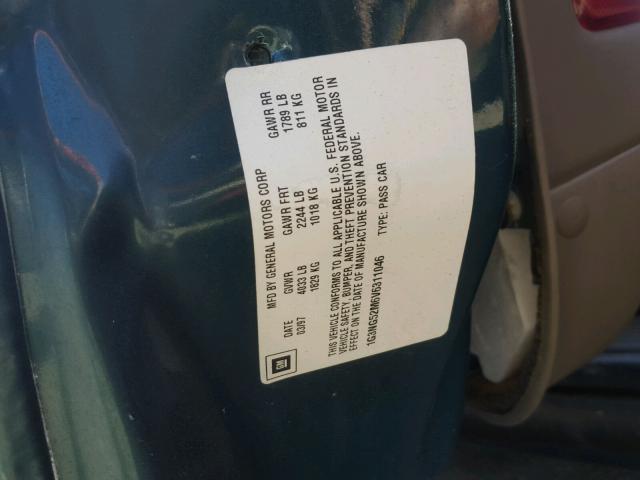 MFD BY GENERAL MOTORS CORP
DATE GVWR GAWR FRT GAWR RR
03/97 4033 LB 2244 LB 1789 LB
1829 KG 1018 KG 811 KG
THIS VEHICLE CONFORMS TO ALL APPLICABLE U.S. FEDERAL MOTOR
VEHICLE SAFETY, BUMPER, AND THEFT PREVENTION STANDARDS IN
EFFECT ON THE DATE OF MANUFACTURE SHOWN ABOVE.
1G3NG52M6V6311046 TYPE: PASS CAR
GM